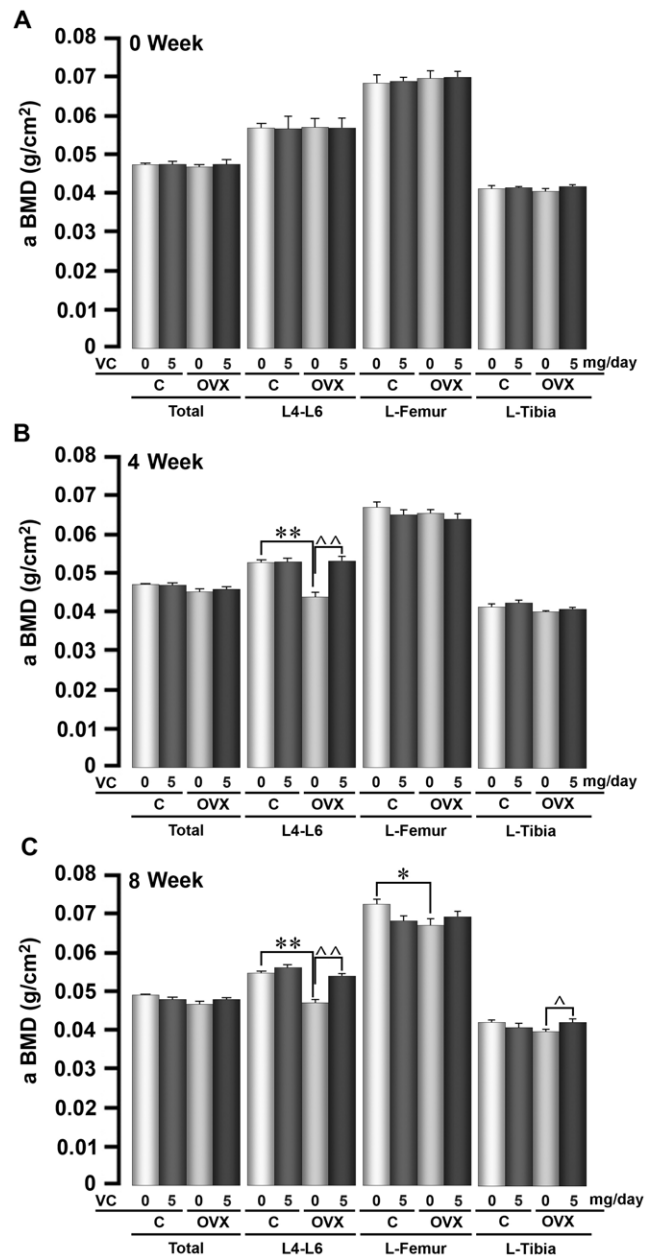 A
0 Week
a BMD (g/cm²)
0.08
0.07
0.06
0.05
0.04
0.03
0.02
0.01
0
VC 0 5 0 5 0 5 0 5 0 5 0 5 0 5 0 5 mg/day
C OVX C OVX C OVX C OVX
Total L4-L6 L-Femur L-Tibia
B
4 Week
a BMD (g/cm²)
0.08
0.07
0.06
0.05
0.04
0.03
0.02
0.01
0
** ^^
VC 0 5 0 5 0 5 0 5 0 5 0 5 0 5 0 5 mg/day
C OVX C OVX C OVX C OVX
Total L4-L6 L-Femur L-Tibia
C
8 Week
a BMD (g/cm²)
0.08
0.07
0.06
0.05
0.04
0.03
0.02
0.01
0
*
** ^^
^
VC 0 5 0 5 0 5 0 5 0 5 0 5 0 5 0 5 mg/day
C OVX C OVX C OVX C OVX
Total L4-L6 L-Femur L-Tibia